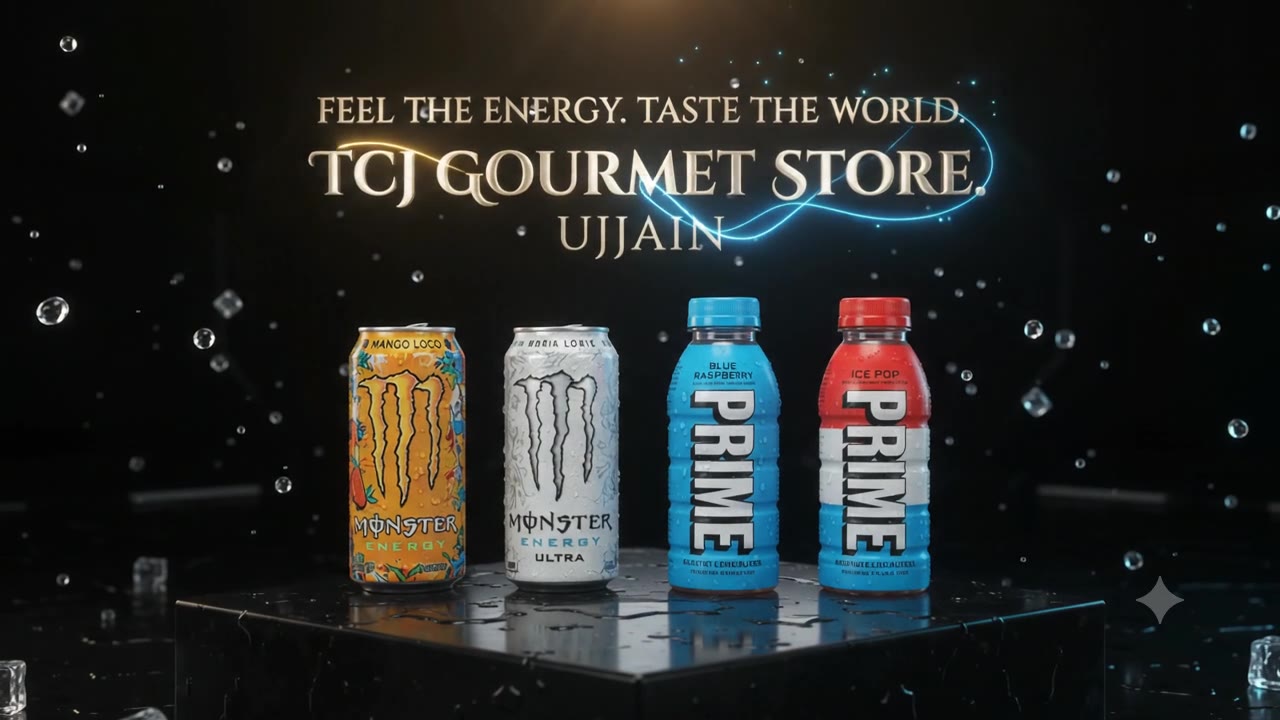 FEEL THE ENERGY. TASTE THE WORLD.
TCJ GOURMET STORE.
UJJAIN
MANGO LOCO
MONSTER
ENERGY
MONSTER
ENERGY
ULTRA
BLUE
RASPBERRY
PRIME
ICE POP
PRIME